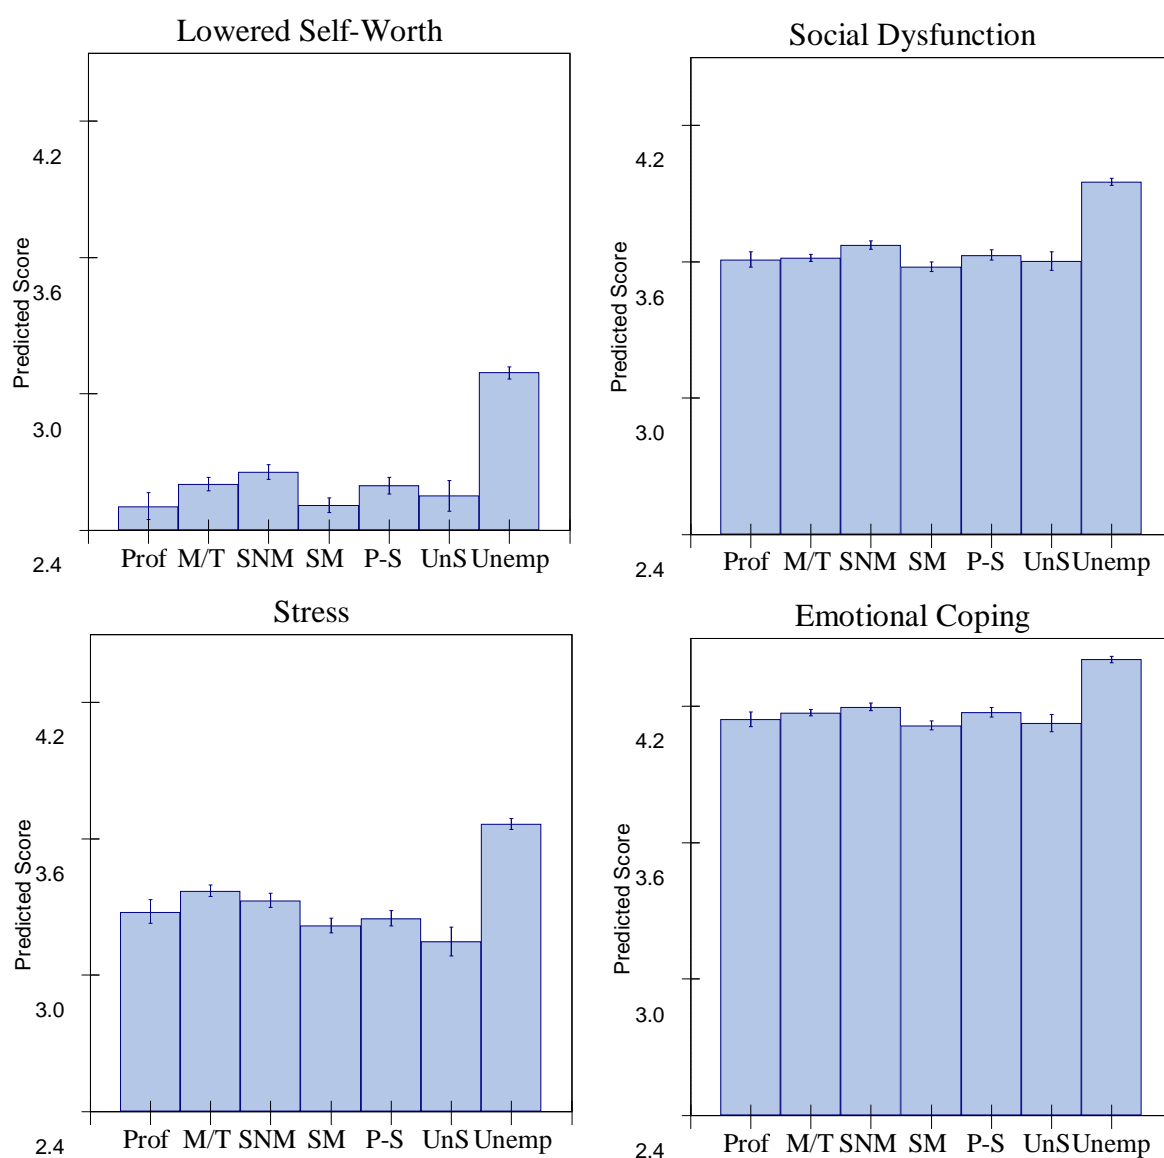 Lowered Self-Worth
4.2
3.6
3.0
2.4
Predicted Score
Prof M/T SNM SM P-S UnS Unemp
Social Dysfunction
4.2
3.6
3.0
2.4
Predicted Score
Prof M/T SNM SM P-S UnS Unemp
Stress
4.2
3.6
3.0
2.4
Predicted Score
Prof M/T SNM SM P-S UnS Unemp
Emotional Coping
4.2
3.6
3.0
2.4
Predicted Score
Prof M/T SNM SM P-S UnS Unemp